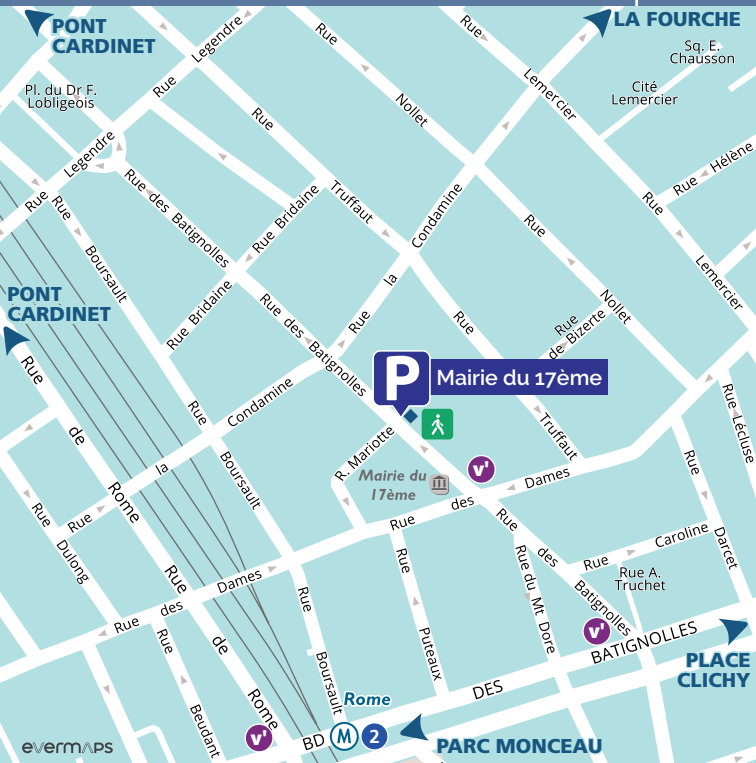 PONT
CARDINET
LA FOURCHE
Sq. E.
Chausson
Cité
Lemercier
Pl. du Dr F.
Lobligeois
Rue Legendre
Rue Legendre
Rue Nollet
Rue Lemercier
Rue Truffaut
Rue Hélène
Rue des Batignolles
Rue Bridaine
Rue Boursault
Rue la Condamine
Rue Nollet
Rue Lemercier
PONT
CARDINET
Rue Bridaine
Rue des Batignolles
Rue Truffaut
Rue
de Bizerte
P
Mairie du 17ème
Rue Lécluse
Rue la Condamine
Rue Boursault
R. Mariotte
Mairie du
17ème
v'
Rue des Dames
Rue de Rome
Rue Dulong
Rue Darcet
Rue Caroline
Rue des Batignolles
Rue A.
Truchet
Rue du Mt Dore
Rue Puteaux
Rue des Dames
Rue Boursault
Rue de Rome
Rue Beudant
v'
BD DES BATIGNOLLES
PLACE
CLICHY
Rome
M 2
v'
PARC MONCEAU
evermaps